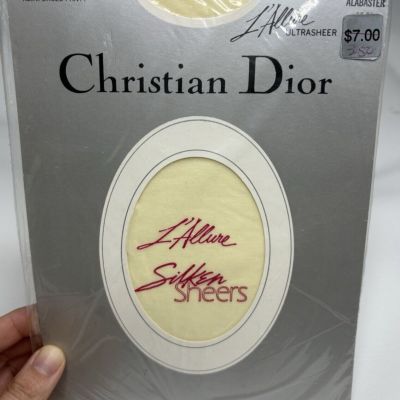 ALABASTER
L'Allure
ULTRASHEER
$7.00
Christian Dior
L'Allure
Silken
Sheers